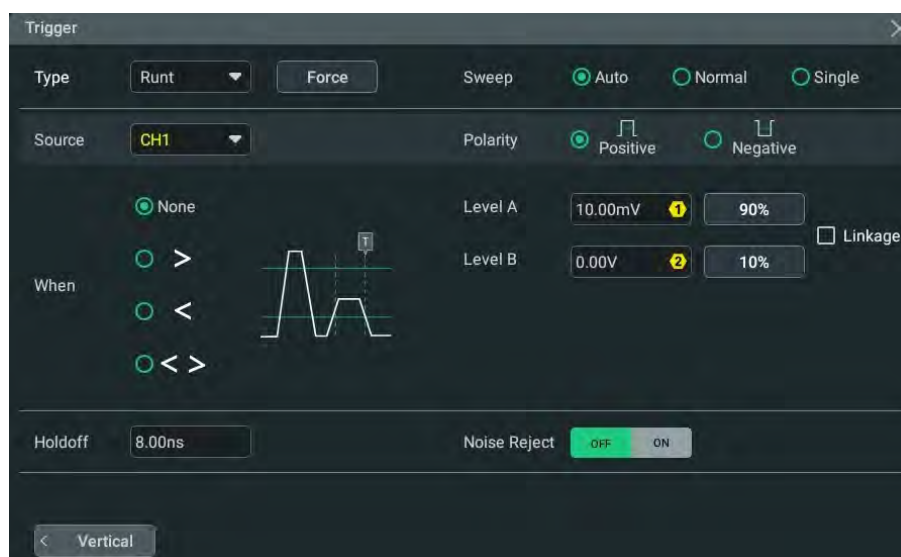 Trigger
Type Runt Force Sweep Auto Normal Single
Source CH1 Polarity Positive Negative
None
Level A 10.00mV 1 90%
Linkage
T
> Level B 0.00V 2 10%
When
<
< >
Holdoff 8.00ns Noise Reject OFF ON
< Vertical